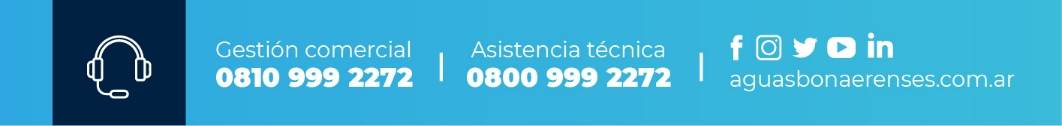 Gestión comercial
0810 999 2272
Asistencia técnica
0800 999 2272
aguasbonaerenses.com.ar